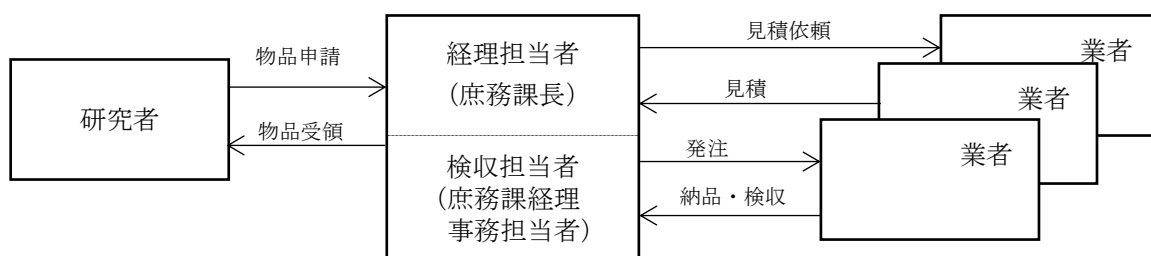 研究者
物品申請
物品受領
経理担当者
(庶務課長)
検収担当者
(庶務課経理
事務担当者)
見積依頼
見積
発注
納品・検収
業者
業者
業者